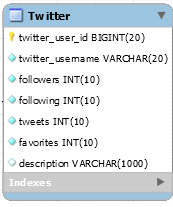 Twitter
twitter_user_id BIGINT(20)
twitter_username VARCHAR(20)
followers INT(10)
following INT(10)
tweets INT(10)
favorites INT(10)
description VARCHAR(1000)
Indexes